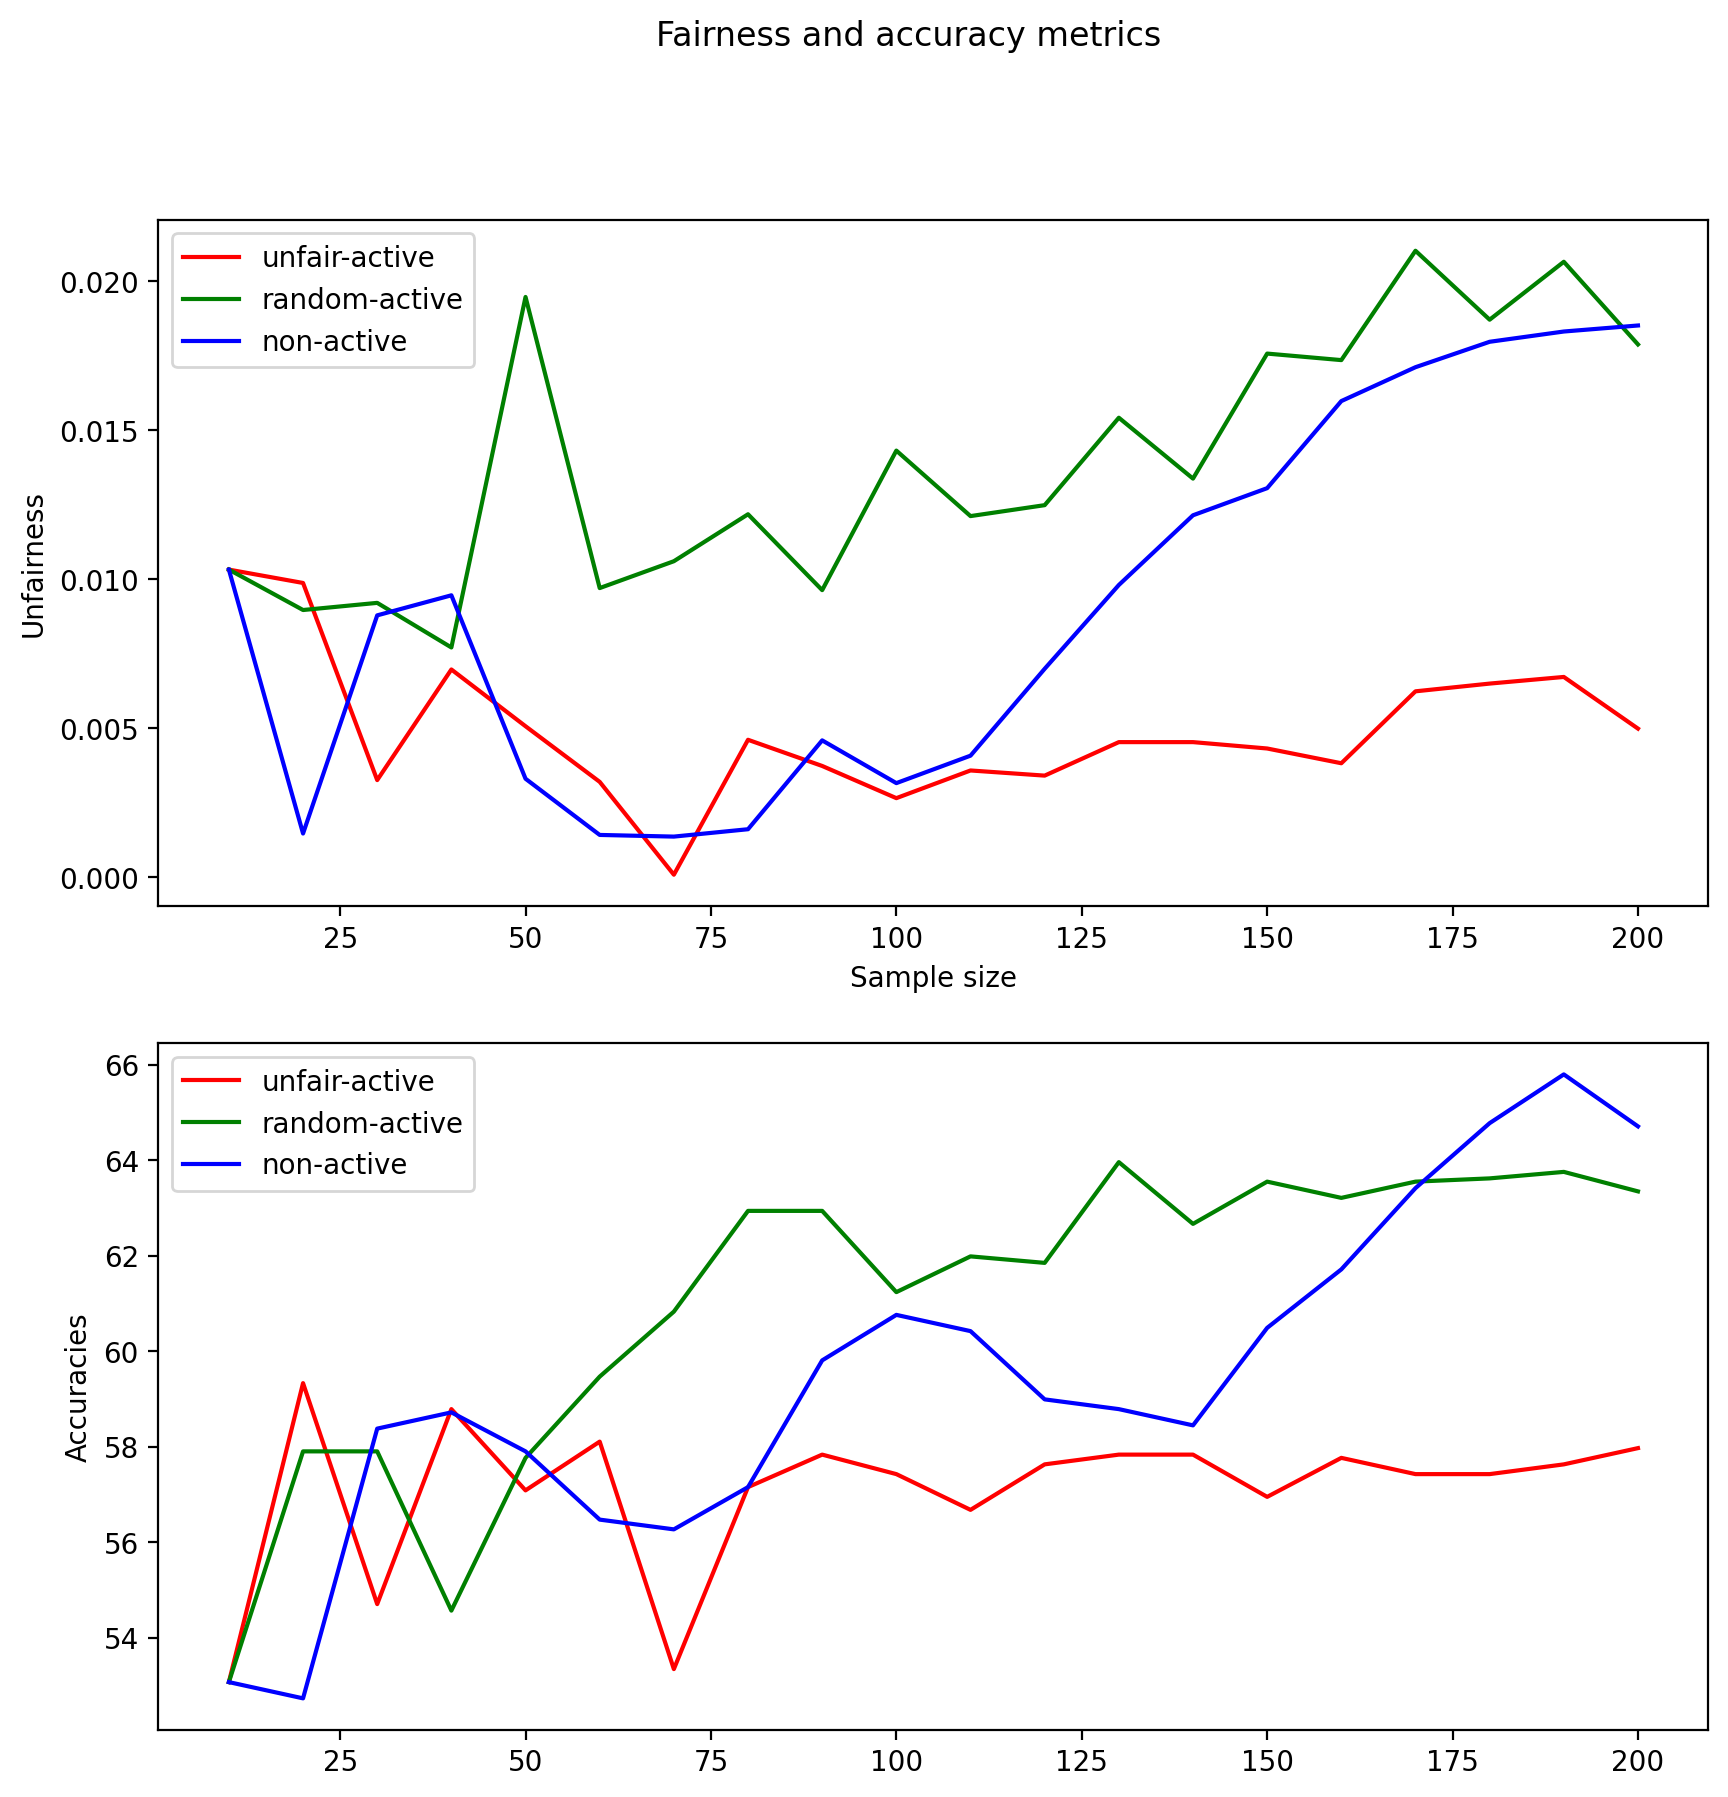 Fairness and accuracy metrics
unfair-active
random-active
non-active
0.020
0.015
0.010
0.005
0.000
Unfairness
25 50 75 100 125 150 175 200
Sample size
unfair-active
random-active
non-active
66
64
62
60
58
56
54
Accuracies
25 50 75 100 125 150 175 200